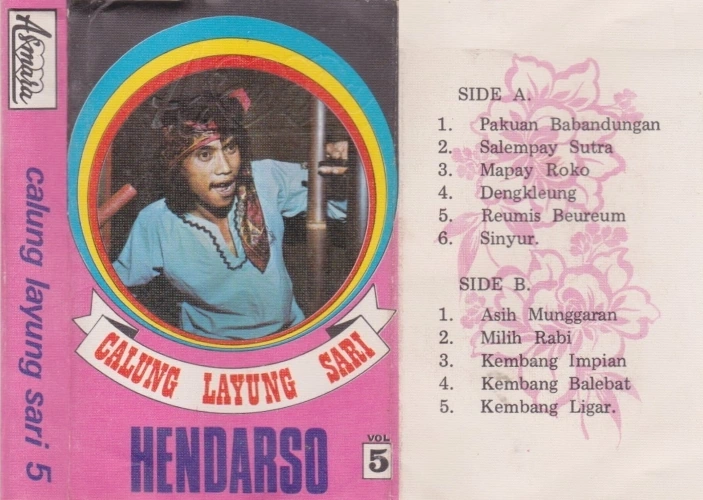 Asmara
calung layung sari 5
CALUNG LAYUNG SARI
HENDARSO
VOL
5
SIDE A.
1. Pakuan Babandungan
2. Salempay Sutra
3. Mapay Roko
4. Dengkleung
5. Reumis Beureum
6. Sinyur.
SIDE B.
1. Asih Munggaran
2. Milih Rabi
3. Kembang Impian
4. Kembang Balebat
5. Kembang Ligar.